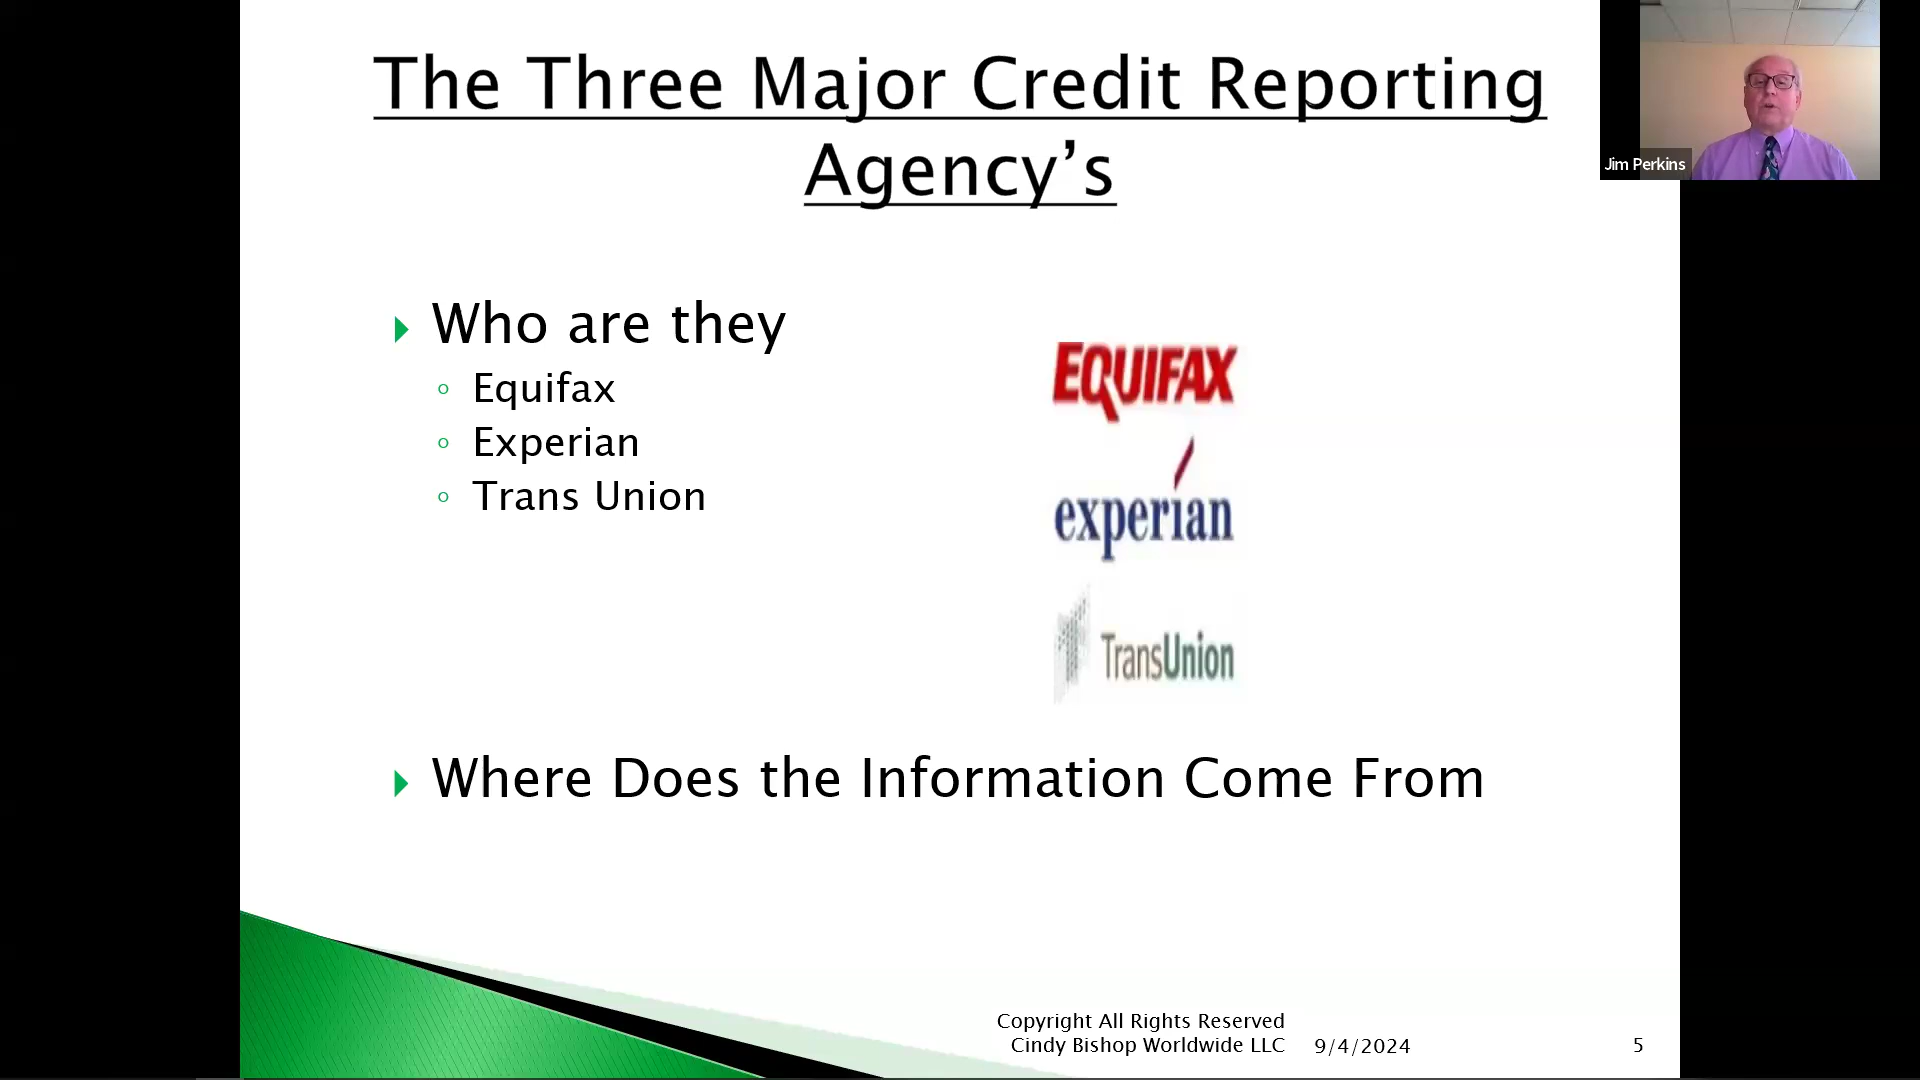 The Three Major Credit Reporting
Agency’s
Jim Perkins
Who are they
Equifax
Experian
Trans Union
EQUIFAX
experian
TransUnion
Where Does the Information Come From
Copyright All Rights Reserved
Cindy Bishop Worldwide LLC
9/4/2024
5